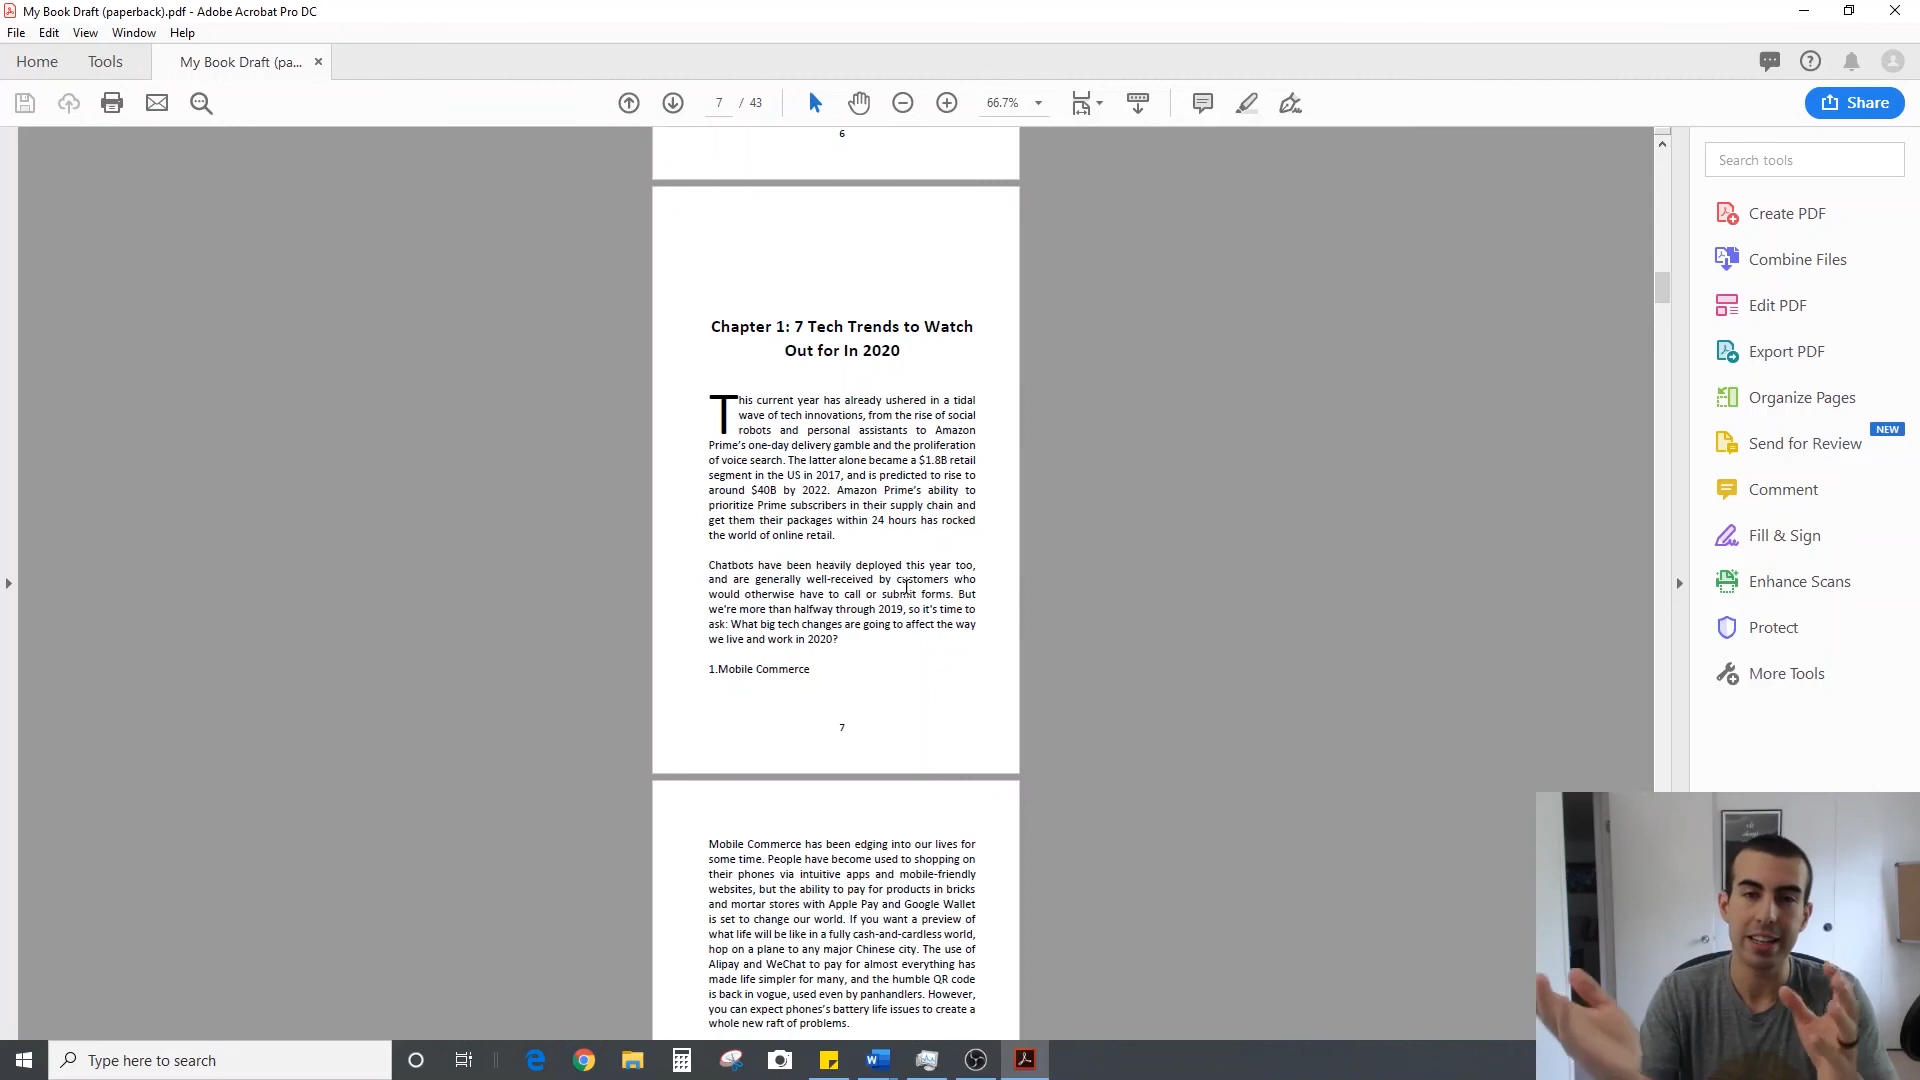 My Book Draft (paperback).pdf - Adobe Acrobat Pro DC
File Edit View Window Help
Home Tools My Book Draft (pa...
7 / 43 66.7%
Share
6
Search tools
Create PDF
Combine Files
Edit PDF
Export PDF
Organize Pages
Send for Review NEW
Comment
Fill & Sign
Enhance Scans
Protect
More Tools
Chapter 1: 7 Tech Trends to Watch
Out for In 2020
This current year has already ushered in a tidal
wave of tech innovations, from the rise of social
robots and personal assistants to Amazon
Prime's one-day delivery gamble and the proliferation
of voice search. The latter alone became a $1.8B retail
segment in the US in 2017, and is predicted to rise to
around $40B by 2022. Amazon Prime's ability to
prioritize Prime subscribers in their supply chain and
get them their packages within 24 hours has rocked
the world of online retail.
Chatbots have been heavily deployed this year too,
and are generally well-received by customers who
would otherwise have to call or submit forms. But
we're more than halfway through 2019, so it's time to
ask: What big tech changes are going to affect the way
we live and work in 2020?
1.Mobile Commerce
7
Mobile Commerce has been edging into our lives for
some time. People have become used to shopping on
their phones via intuitive apps and mobile-friendly
websites, but the ability to pay for products in bricks
and mortar stores with Apple Pay and Google Wallet
is set to change our world. If you want a preview of
what life will be like in a fully cash-and-cardless world,
hop on a plane to any major Chinese city. The use of
Alipay and WeChat to pay for almost everything has
made life simpler for many, and the humble QR code
is back in vogue, used even by panhandlers. However,
you can expect phones's battery life issues to create a
whole new raft of problems.
Type here to search